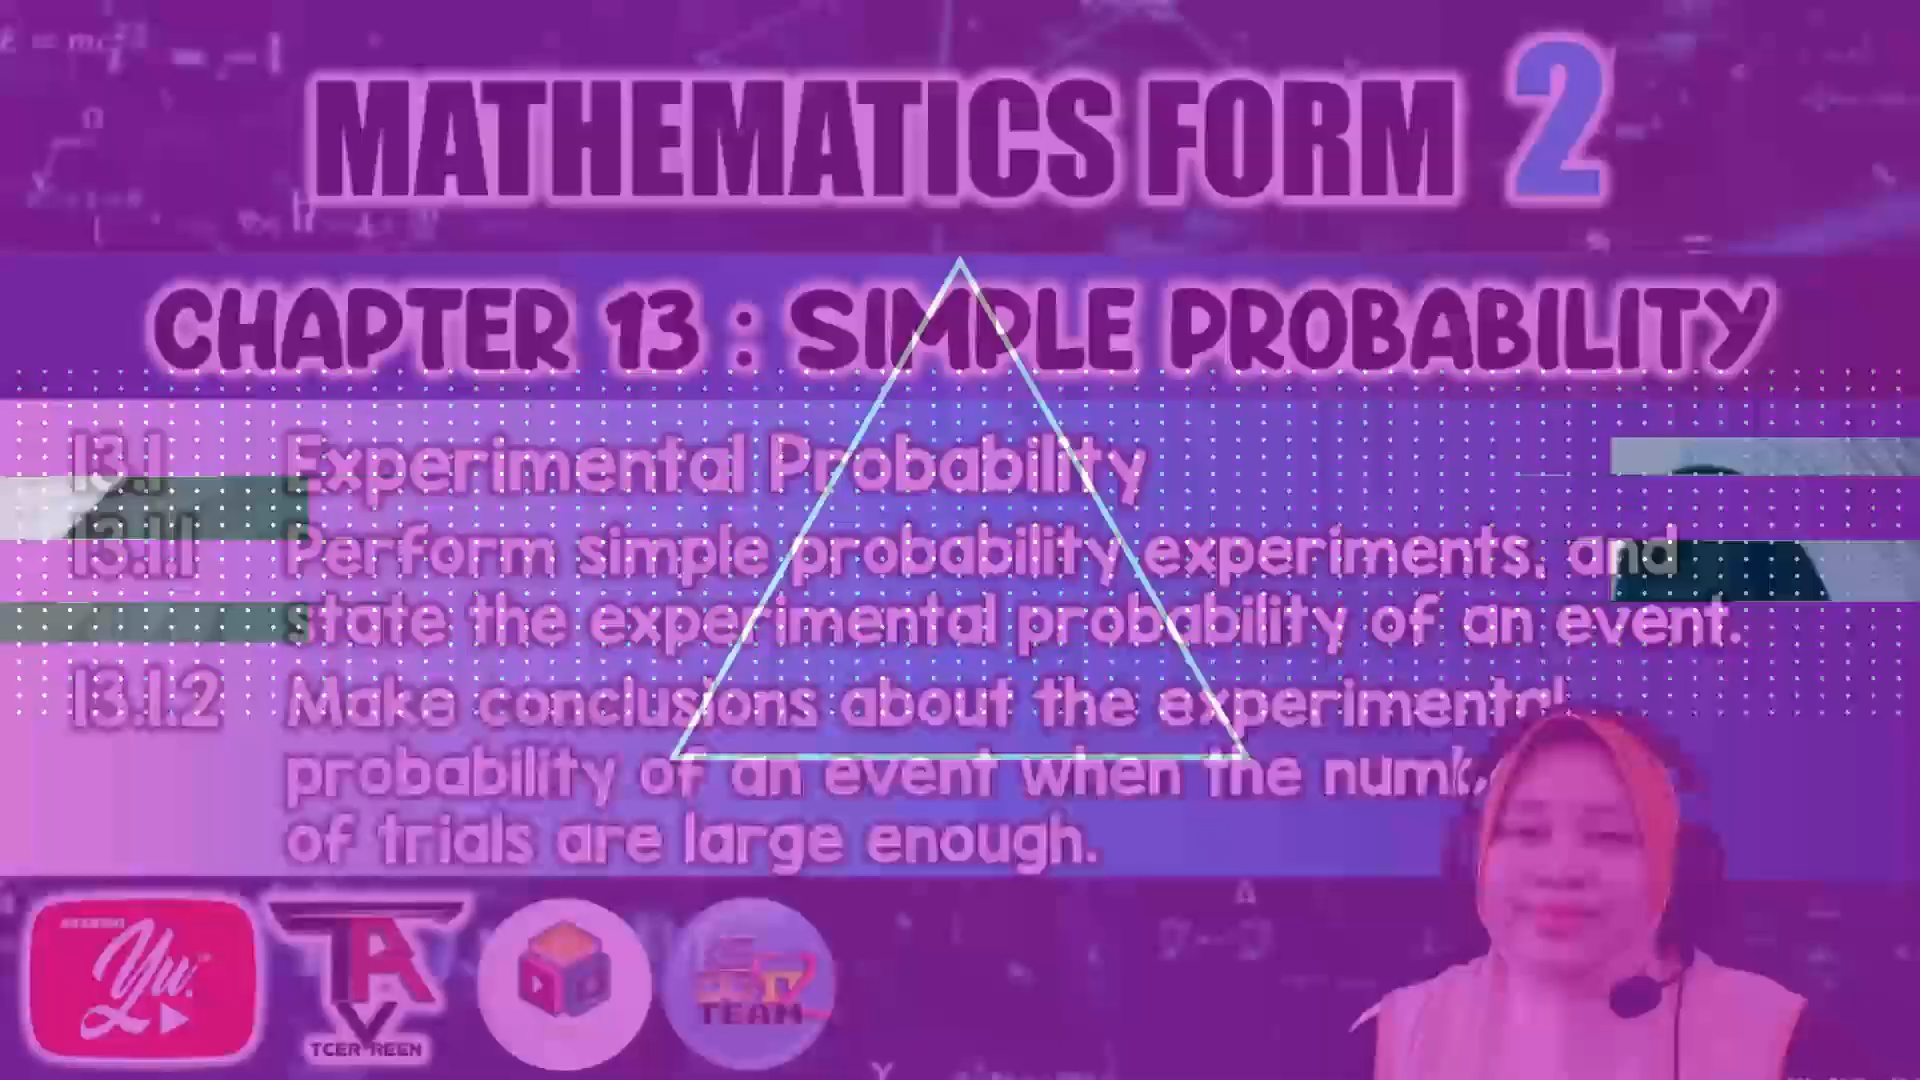 MATHEMATICS FORM 2
CHAPTER 13 : SIMPLE PROBABILITY
13.1 Experimental Probability
13.1.1 Perform simple probability experiments, and
state the experimental probability of an event.
13.1.2 Make conclusions about the experimental
probability of an event when the
of trials are large enough.
Yu.
TEAM